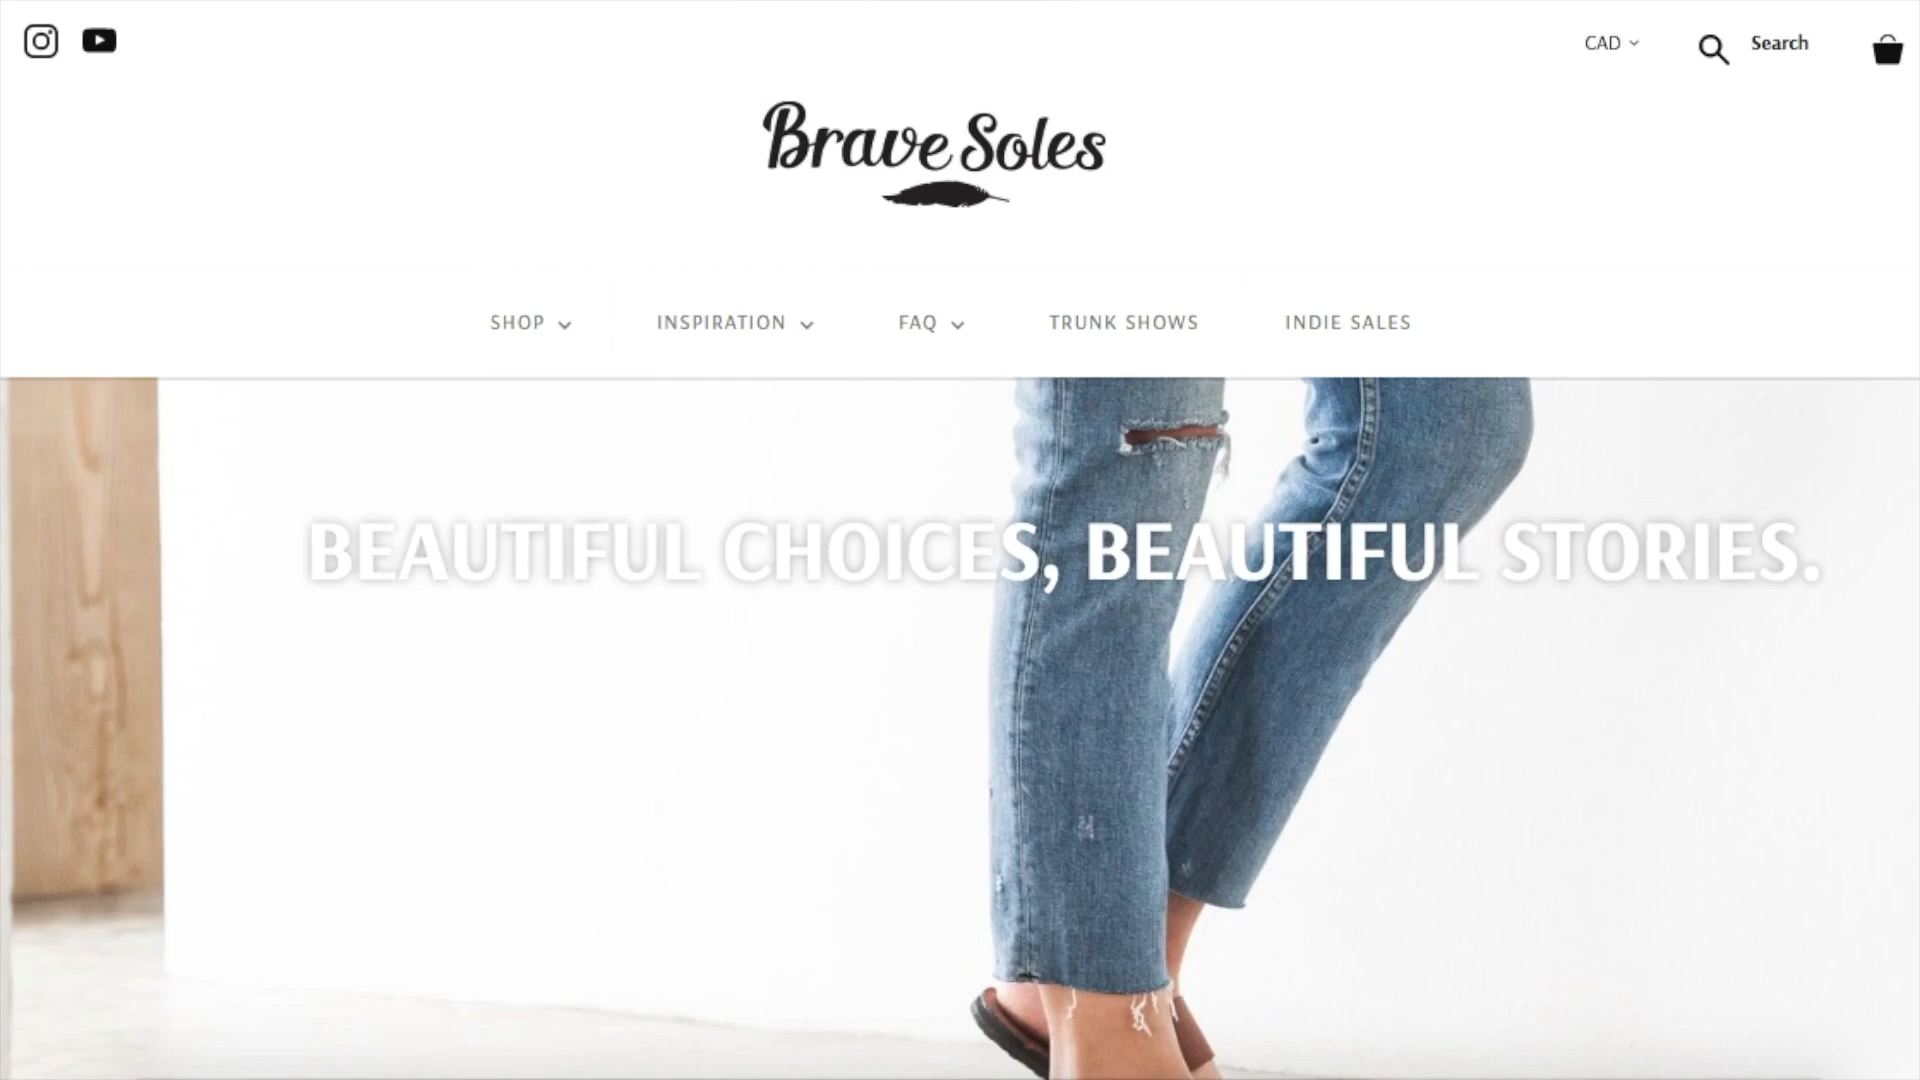 CAD
Search
Brave Soles
SHOP
INSPIRATION
FAQ
TRUNK SHOWS
INDIE SALES
BEAUTIFUL CHOICES, BEAUTIFUL STORIES.